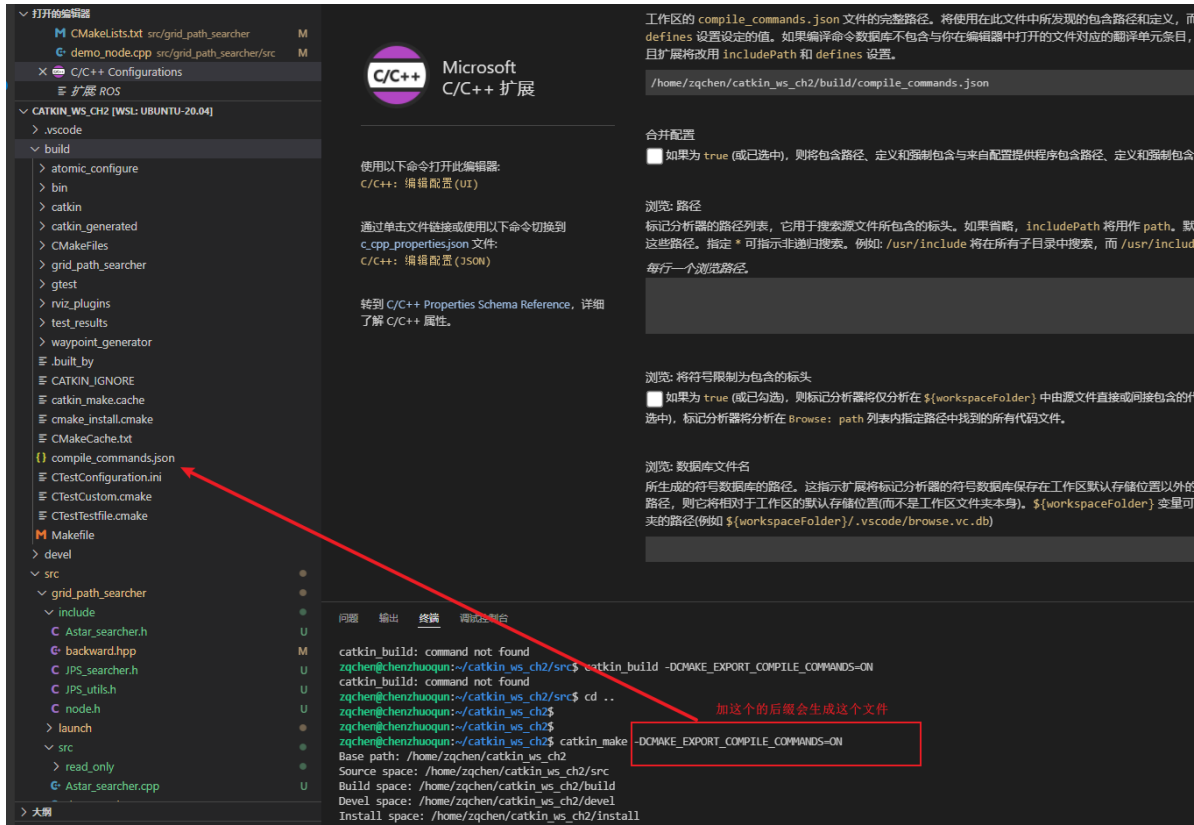 打开的编辑器
CMakeLists.txt src/grid_path_searcher M
demo_node.cpp src/grid_path_searcher/src M
C/C++ Configurations
扩展 ROS
CATKIN_WS_CH2 [WSL: UBUNTU-20.04]
.vscode
build
atomic_configure
bin
catkin
catkin_generated
CMakeFiles
grid_path_searcher
gtest
rviz_plugins
test_results
waypoint_generator
.built_by
CATKIN_IGNORE
catkin_make.cache
cmake_install.cmake
CMakeCache.txt
compile_commands.json
CTestConfiguration.ini
CTestCustom.cmake
CTestTestfile.cmake
Makefile
devel
src
grid_path_searcher
include
Astar_searcher.h U
backward.hpp M
JPS_searcher.h U
JPS_utils.h U
node.h U
launch
src
read_only
Astar_searcher.cpp U
大纲
C/C++
Microsoft
C/C++ 扩展
使用以下命令打开此编辑器:
C/C++: 编辑配置(UI)
通过单击文件链接或使用以下命令切换到
c_cpp_properties.json 文件:
C/C++: 编辑配置(JSON)
转到 C/C++ Properties Schema Reference，详细
了解 C/C++ 属性。
工作区的 compile_commands.json 文件的完整路径。将使用在此文件中所发现的包含路径和定义，而
defines 设置设定的值。如果编译命令数据库不包含与你在编辑器中打开的文件对应的翻译单元条目，
且扩展将改用 includePath 和 defines 设置。
/home/zqchen/catkin_ws_ch2/build/compile_commands.json
合并配置
如果为 true (或已选中)，则将包含路径、定义和强制包含与来自配置提供程序包含路径、定义和强制包含
浏览: 路径
标记分析器的路径列表，它用于搜索源文件所包含的标头。如果省略，includePath 将用作 path。默
这些路径。指定 * 可指示非递归搜索。例如: /usr/include 将在所有子目录中搜索，而 /usr/includ
每行一个浏览路径。
浏览: 将符号限制为包含的标头
如果为 true (或已勾选)，则标记分析器将仅分析在 ${workspaceFolder} 中由源文件直接或间接包含的代
选中)，标记分析器将分析在 Browse: path 列表内指定路径中找到的所有代码文件。
浏览: 数据库文件名
所生成的符号数据库的路径。这指示扩展将标记分析器的符号数据库保存在工作区默认存储位置以外的
路径，则它将相对于工作区的默认存储位置(而不是工作区文件夹本身)。${workspaceFolder} 变量可
夹的路径(例如 ${workspaceFolder}/.vscode/browse.vc.db)
问题 输出 终端 调试控制台
catkin_build: command not found
zqchen@chenzhuoqun:~/catkin_ws_ch2/src$ catkin_build -DCMAKE_EXPORT_COMPILE_COMMANDS=ON
catkin_build: command not found
zqchen@chenzhuoqun:~/catkin_ws_ch2/src$ cd ..
zqchen@chenzhuoqun:~/catkin_ws_ch2$
zqchen@chenzhuoqun:~/catkin_ws_ch2$
加这个的后缀会生成这个文件
zqchen@chenzhuoqun:~/catkin_ws_ch2$ catkin_make -DCMAKE_EXPORT_COMPILE_COMMANDS=ON
Base path: /home/zqchen/catkin_ws_ch2
Source space: /home/zqchen/catkin_ws_ch2/src
Build space: /home/zqchen/catkin_ws_ch2/build
Devel space: /home/zqchen/catkin_ws_ch2/devel
Install space: /home/zqchen/catkin_ws_ch2/install